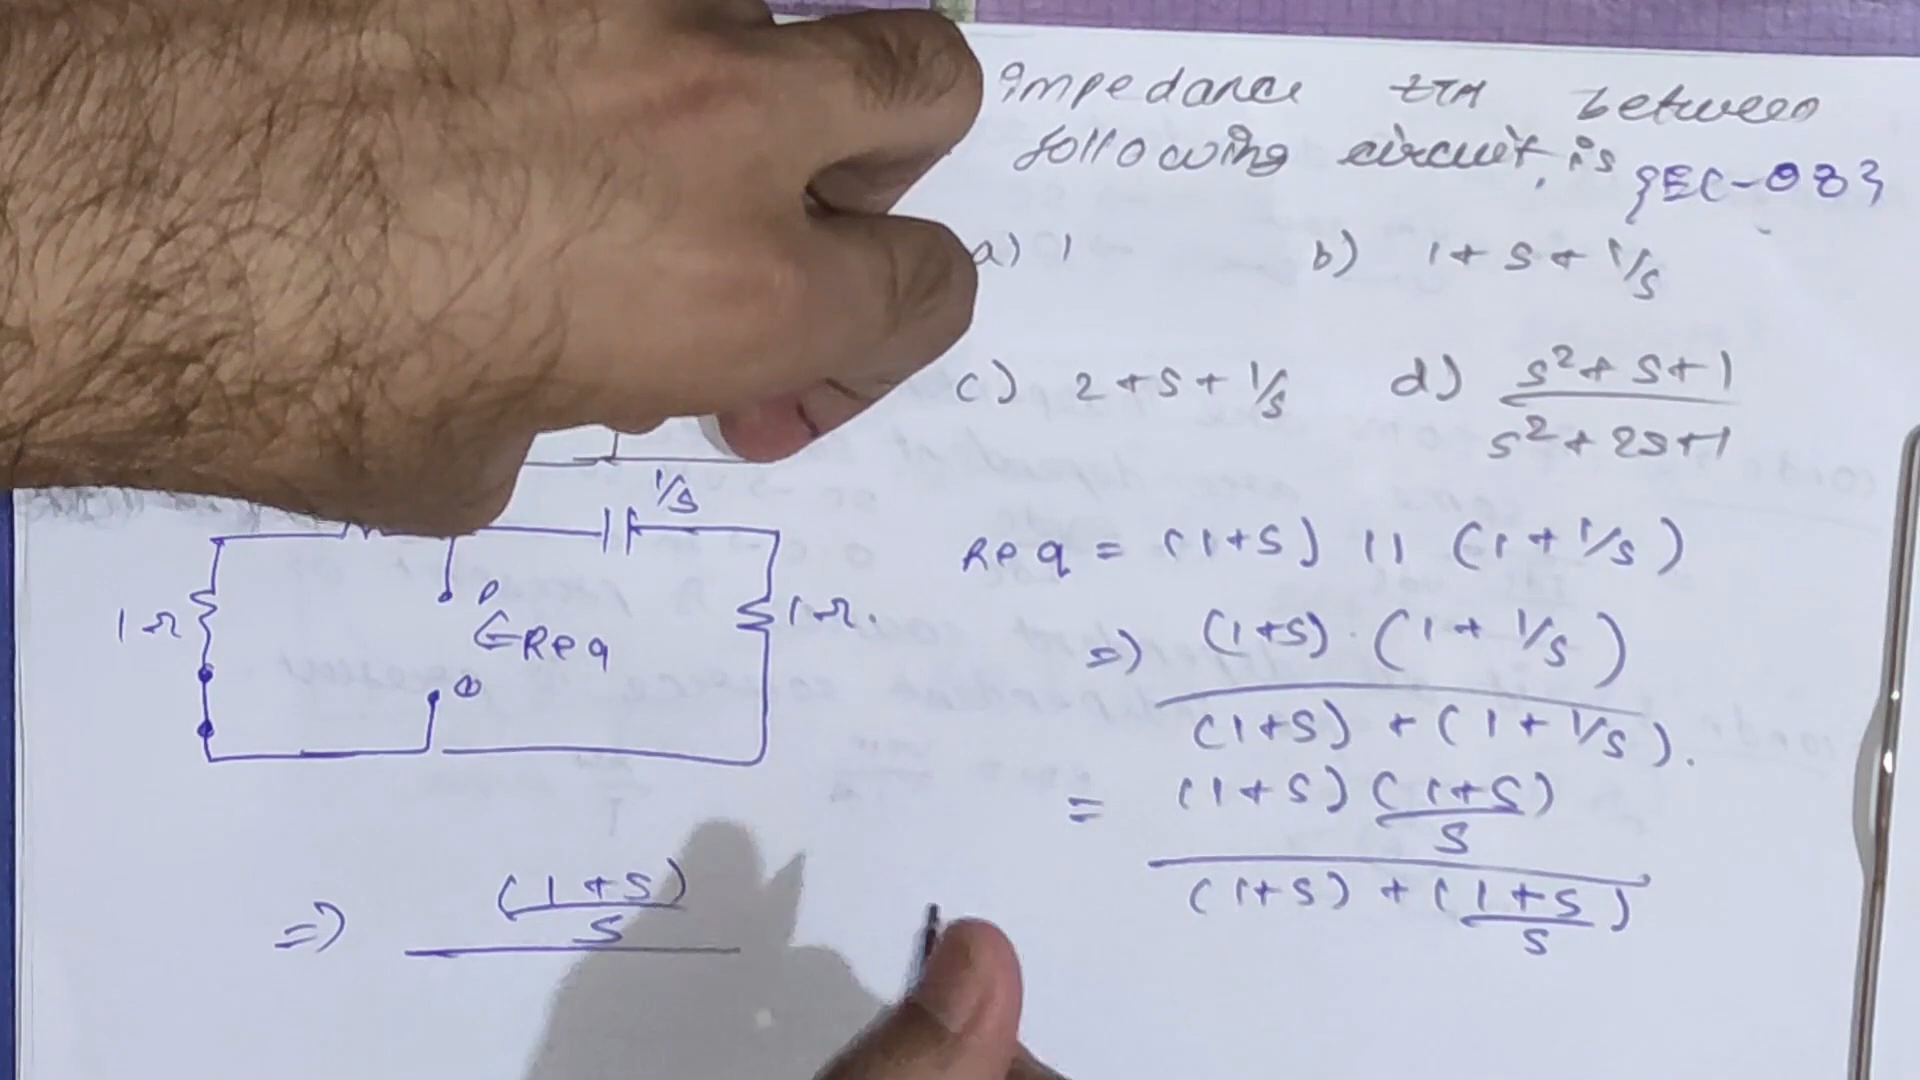 Impedance ZTH between
following circuit, is {EC-08}
a) 1 b) 1 + S + 1/S
c) 2 + S + 1/S d) s² + S + 1
s² + 2S + 1
1/S
1Ω
P
Req
1Ω.
Req = (1+S) || (1 + 1/S)
=) (1+S) . (1 + 1/S)
(1+S) + (1 + 1/S).
= (1+S) (1+S)
S
(1+S) + (1+S)
S
=) (1+S)
S